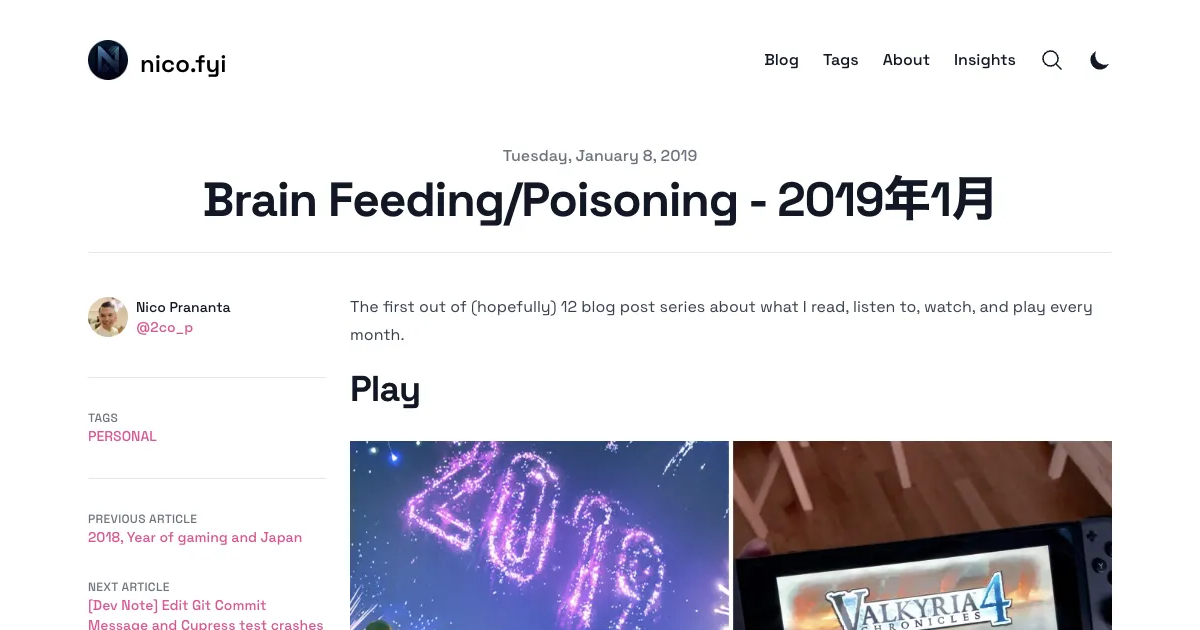 nico.fyi
Blog
Tags
About
Insights
Tuesday, January 8, 2019
Brain Feeding/Poisoning - 2019年1月
Nico Prananta
@2co_p
TAGS
PERSONAL
PREVIOUS ARTICLE
2018, Year of gaming and Japan
NEXT ARTICLE
[Dev Note] Edit Git Commit
Message and Cypress test crashes
The first out of (hopefully) 12 blog post series about what I read, listen to, watch, and play every
month.
Play
2019
VALKYRIA 4
CHRONICLES